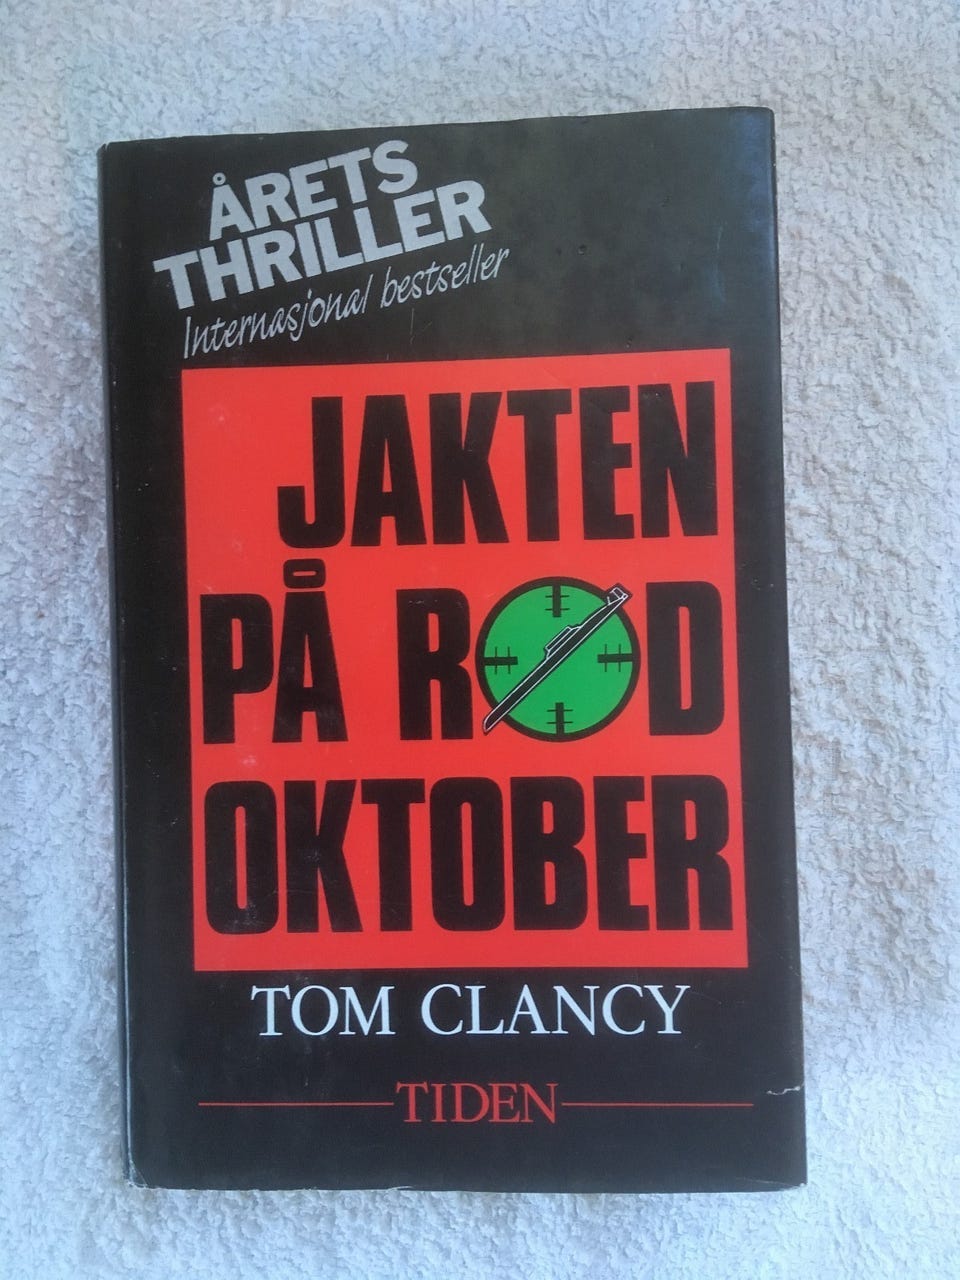 ÅRETS
THRILLER
Internasjonal bestseller
JAKTEN
PÅ RØD
OKTOBER
TOM CLANCY
TIDEN